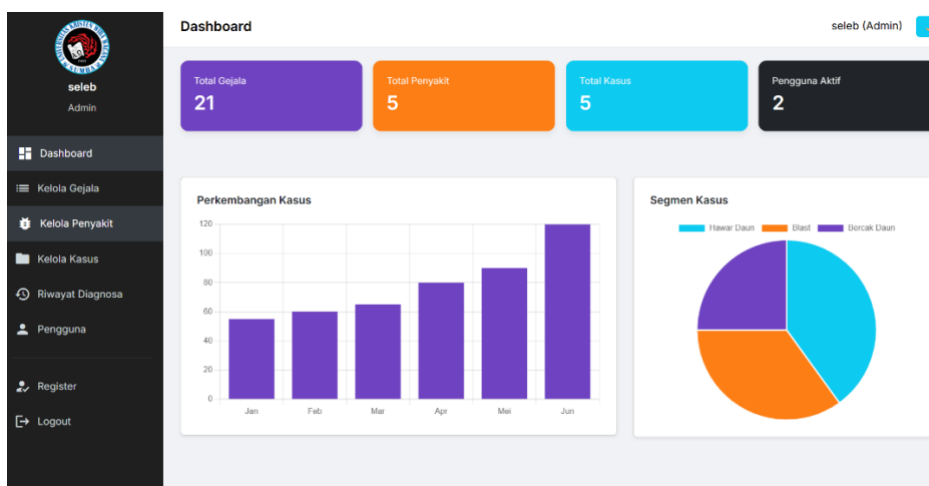 seleb
Admin
Dashboard
Kelola Gejala
Kelola Penyakit
Kelola Kasus
Riwayat Diagnosa
Pengguna
Register
Logout
Dashboard
seleb (Admin)
Total Gejala
21
Total Penyakit
5
Total Kasus
5
Pengguna Aktif
2
Perkembangan Kasus
120
100
80
60
40
20
0
Jan Feb Mar Apr Mei Jun
Segmen Kasus
Hawar Daun Blast Bercak Daun